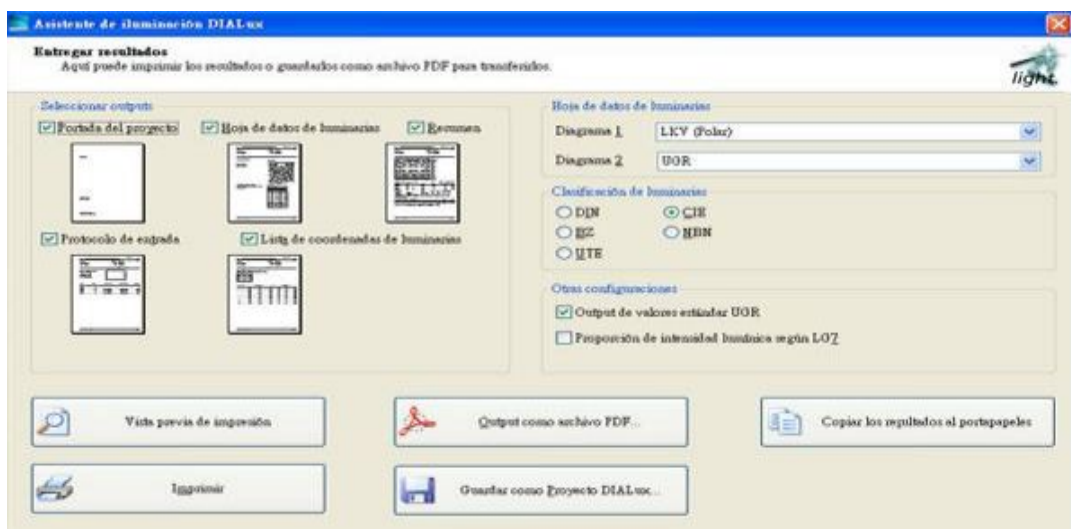 Asistente de iluminación DIALux
Entregar resultados
Aquí puede imprimir los resultados o guardarlos como archivo PDF para transferirlos.
light.
Seleccionar outputs
Portada del proyecto
Hoja de datos de luminarias
Resumen
Protocolo de entrada
Lista de coordenadas de luminarias
Hoja de datos de luminarias
Diagrama 1
LKV (Polar)
Diagrama 2
UGR
Clasificación de luminarias
DIN
CIE
BZ
NBN
UTE
Otras configuraciones
Output de valores estándar UGR
Proporción de intensidad lumínica según LG7
Vista previa de impresión
Output como archivo PDF...
Copiar los resultados al portapapeles
Imprimir
Guardar como Proyecto DIALux...